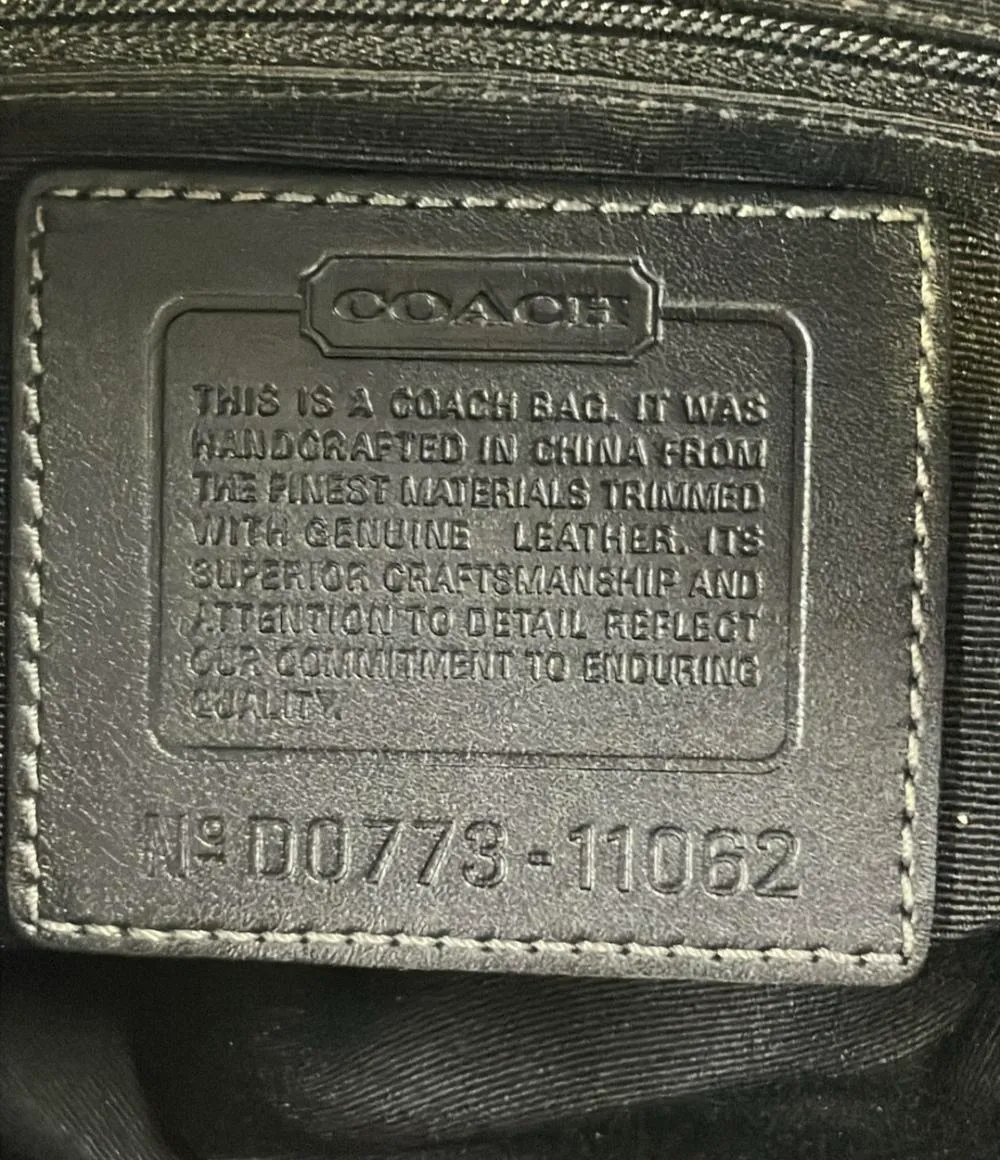 COACH
THIS IS A COACH BAG. IT WAS
HANDCRAFTED IN CHINA FROM
THE FINEST MATERIALS TRIMMED
WITH GENUINE LEATHER. ITS
SUPERIOR CRAFTSMANSHIP AND
ATTENTION TO DETAIL REFLECT
OUR COMMITMENT TO ENDURING
QUALITY.
Nº D0773-11062